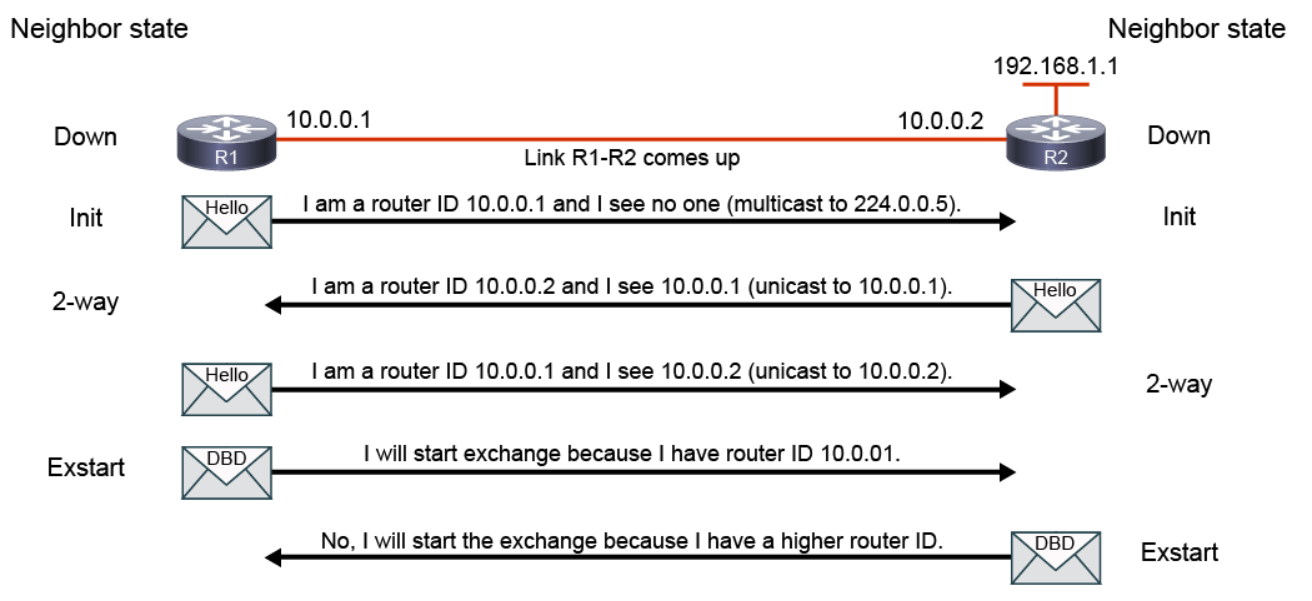 Neighbor state
Neighbor state
192.168.1.1
10.0.0.1
10.0.0.2
Down
R1
R2
Down
Link R1-R2 comes up
Init
Hello
I am a router ID 10.0.0.1 and I see no one (multicast to 224.0.0.5).
Init
2-way
I am a router ID 10.0.0.2 and I see 10.0.0.1 (unicast to 10.0.0.1).
Hello
Hello
I am a router ID 10.0.0.1 and I see 10.0.0.2 (unicast to 10.0.0.2).
2-way
Exstart
DBD
I will start exchange because I have router ID 10.0.01.
No, I will start the exchange because I have a higher router ID.
DBD
Exstart